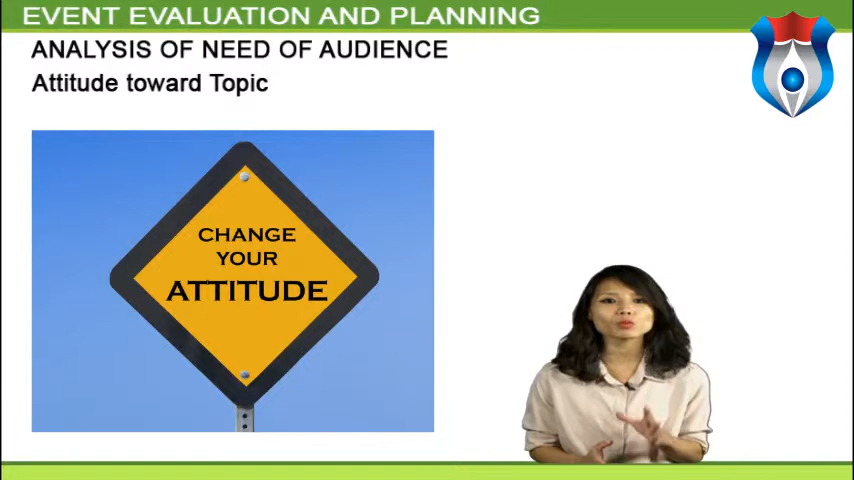 EVENT EVALUATION AND PLANNING
ANALYSIS OF NEED OF AUDIENCE
Attitude toward Topic
CHANGE
YOUR
ATTITUDE